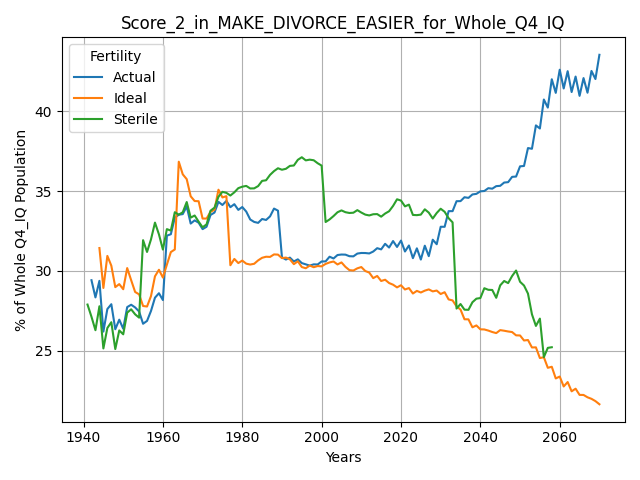 Score_2_in_MAKE_DIVORCE_EASIER_for_Whole_Q4_IQ
Fertility
Actual
Ideal
Sterile
% of Whole Q4_IQ Population
40
35
30
25
1940 1960 1980 2000 2020 2040 2060
Years